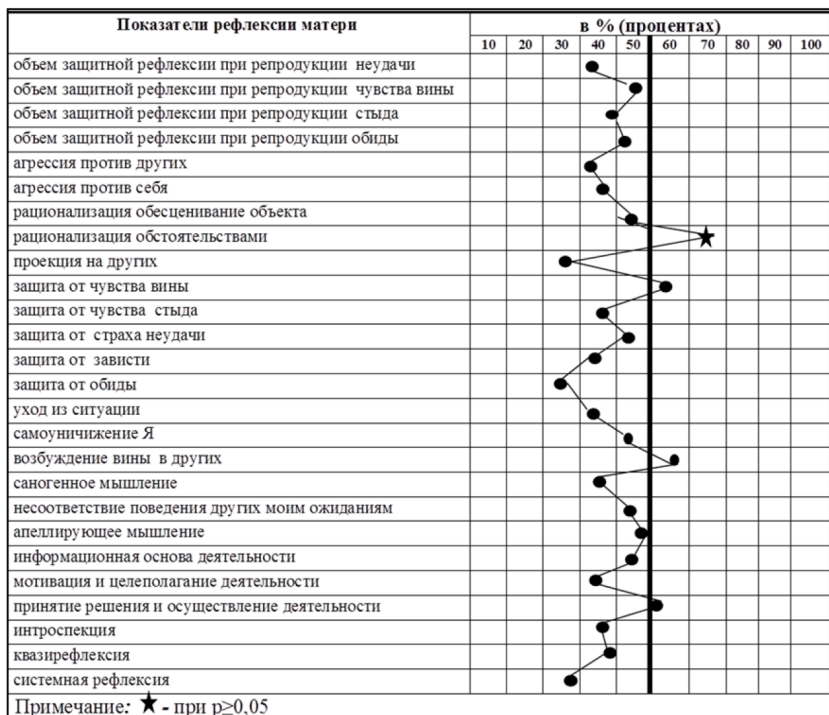 Показатели рефлексии матери
в % (процентах)
10 20 30 40 50 60 70 80 90 100
объем защитной рефлексии при репродукции неудачи
объем защитной рефлексии при репродукции чувства вины
объем защитной рефлексии при репродукции стыда
объем защитной рефлексии при репродукции обиды
агрессия против других
агрессия против себя
рационализация обесценивание объекта
рационализация обстоятельствами
проекция на других
защита от чувства вины
защита от чувства стыда
защита от страха неудачи
защита от зависти
защита от обиды
уход из ситуации
самоуничижение Я
возбуждение вины в других
саногенное мышление
несоответствие поведения других моим ожиданиям
апеллирующее мышление
информационная основа деятельности
мотивация и целеполагание деятельности
принятие решения и осуществление деятельности
интроспекция
квазирефлексия
системная рефлексия
Примечание: ★ - при p≥0,05